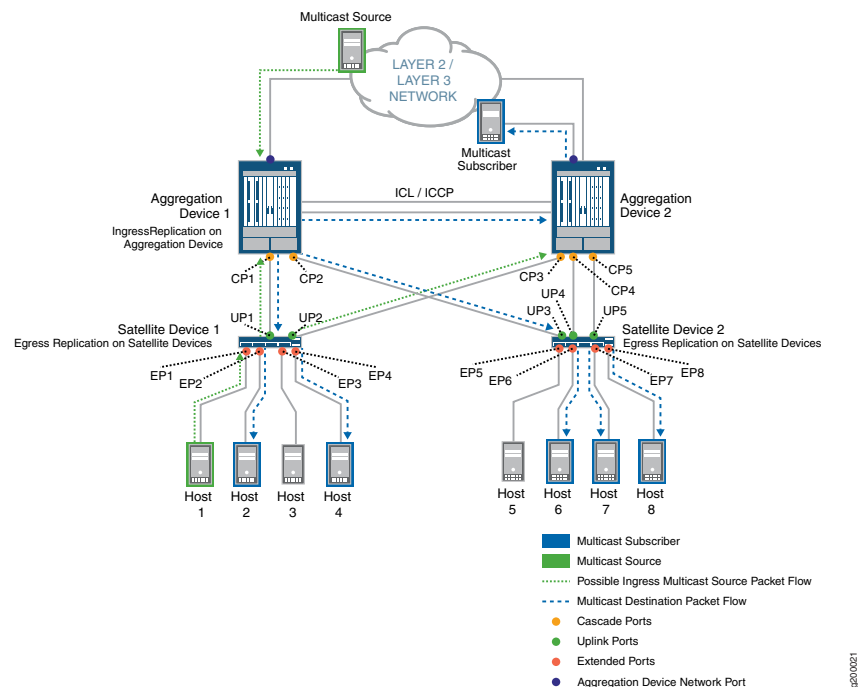 Multicast Source
LAYER 2 /
LAYER 3
NETWORK
Multicast
Subscriber
Aggregation
Device 1
IngressReplication on
Aggregation Device
ICL / ICCP
Aggregation
Device 2
CP1
CP2
CP3
CP5
CP4
UP1
UP2
UP4
UP3
UP5
Satellite Device 1
Egress Replication on Satellite Devices
Satellite Device 2
Egress Replication on Satellite Devices
EP1
EP2
EP3
EP4
EP5
EP6
EP7
EP8
Host
1
Host
2
Host
3
Host
4
Host
5
Host
6
Host
7
Host
8
Multicast Subscriber
Multicast Source
Possible Ingress Multicast Source Packet Flow
Multicast Destination Packet Flow
Cascade Ports
Uplink Ports
Extended Ports
Aggregation Device Network Port
g200021